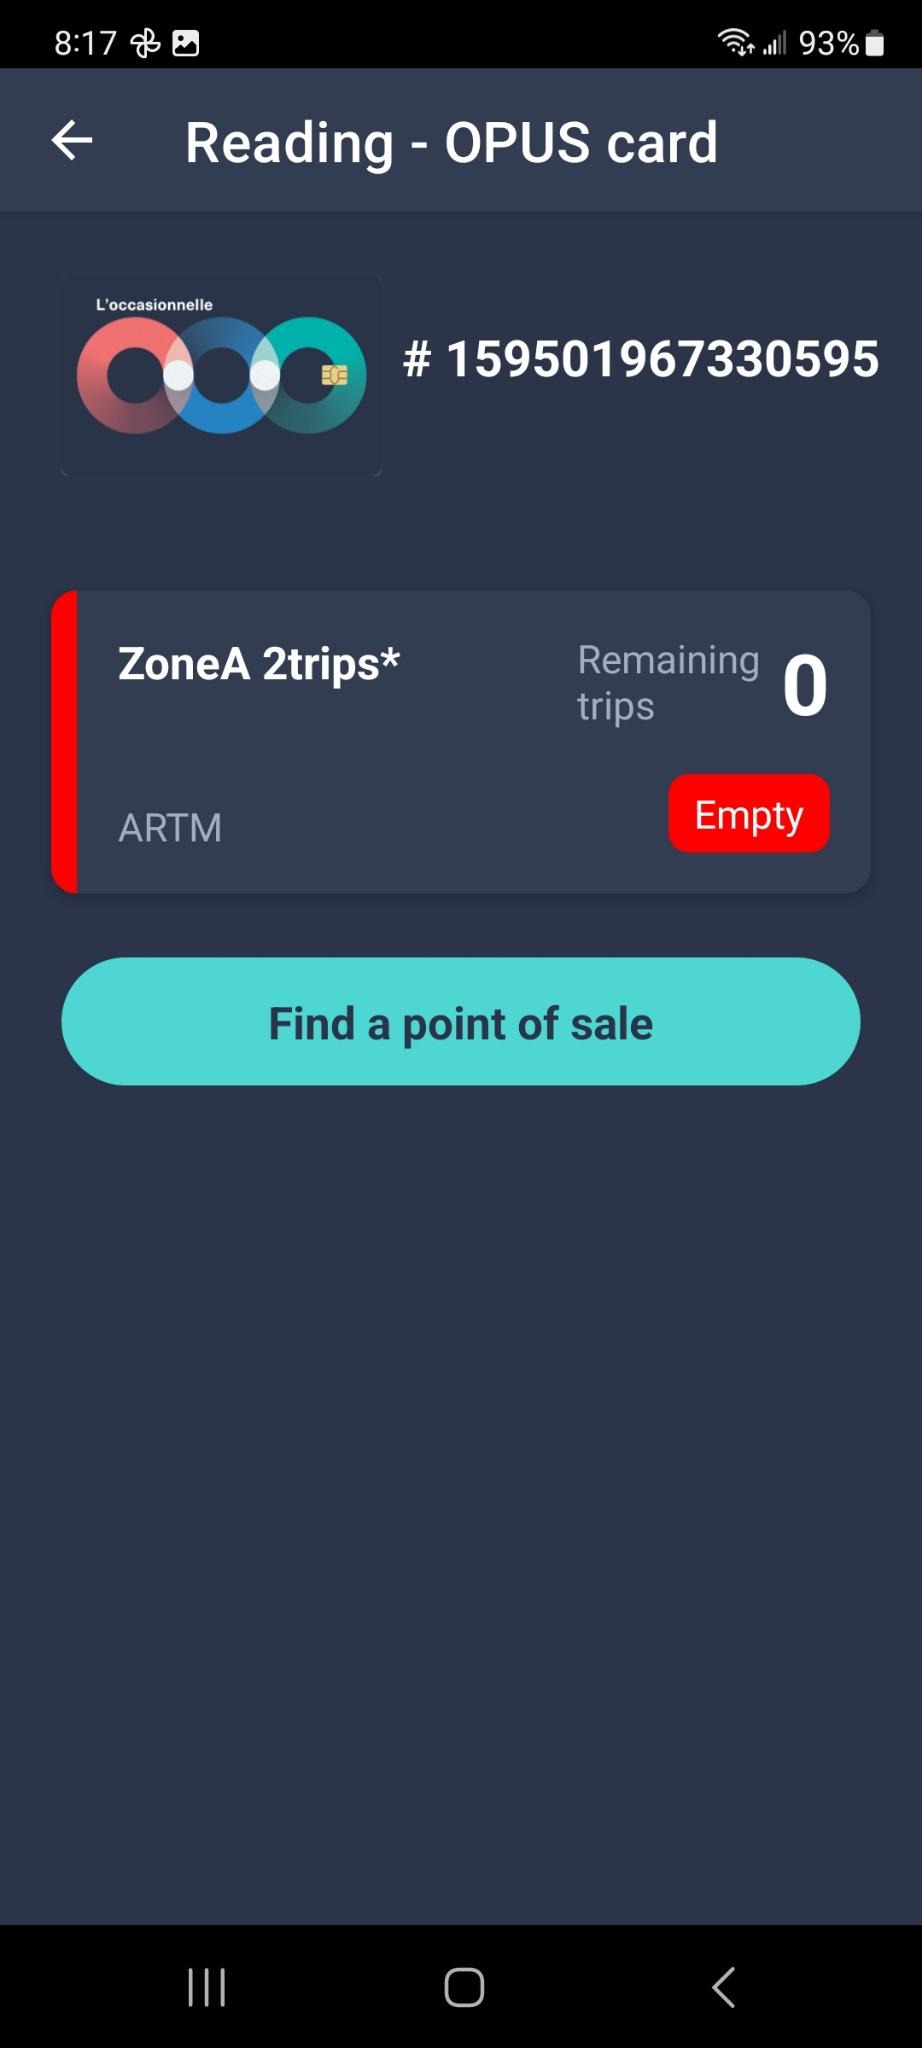 8:17
93%
Reading - OPUS card
L'occasionnelle
# 159501967330595
ZoneA 2trips*
Remaining
trips
0
ARTM
Empty
Find a point of sale